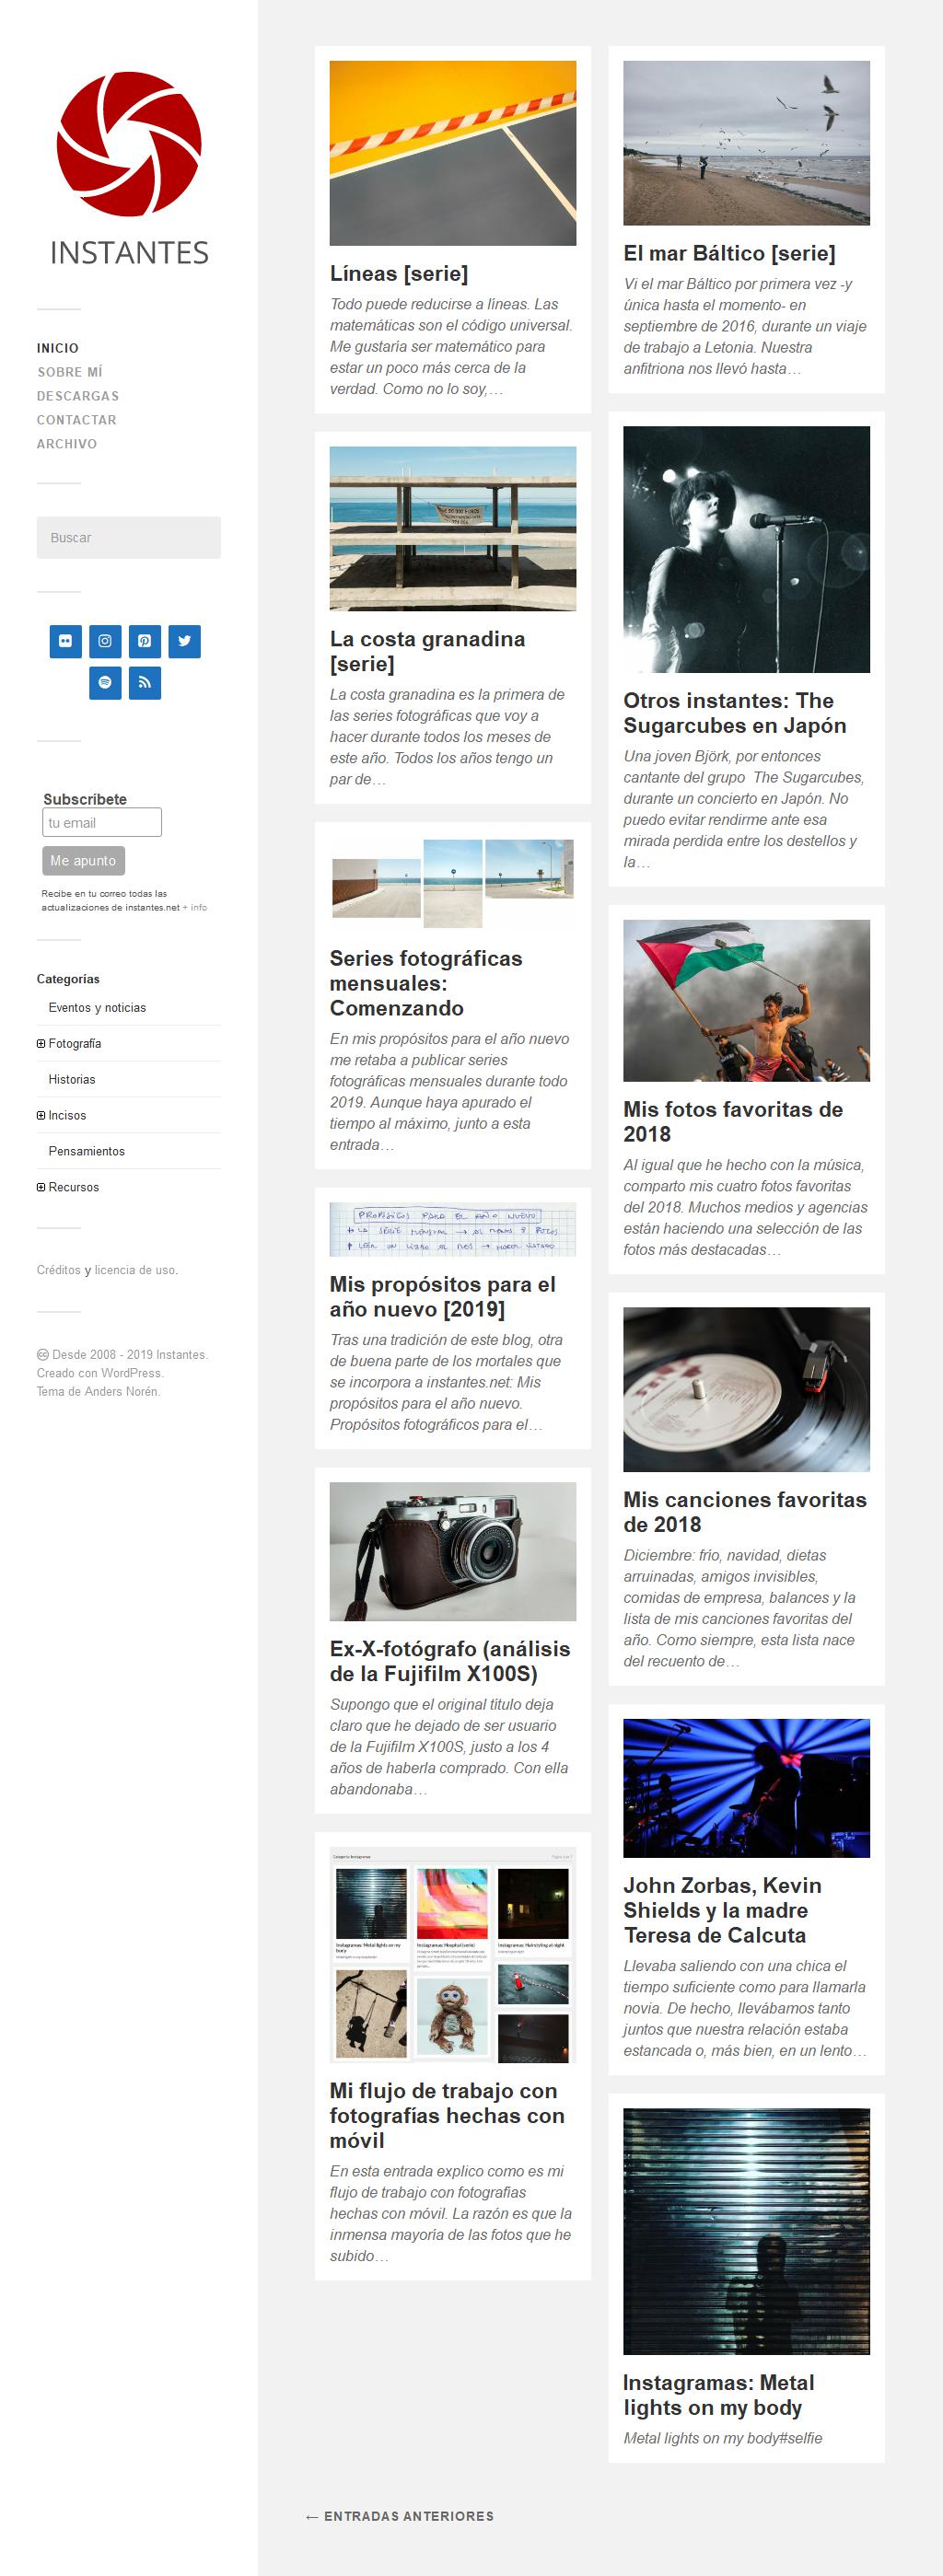 INSTANTES
INICIO
SOBRE MÍ
DESCARGAS
CONTACTAR
ARCHIVO
Buscar
Subscríbete
tu email
Me apunto
Recibe en tu correo todas las
actualizaciones de instantes.net + info
Categorías
Eventos y noticias
Fotografía
Historias
Incisos
Pensamientos
Recursos
Créditos y licencia de uso.
Desde 2008 - 2019 Instantes.
Creado con WordPress.
Tema de Anders Norén.
Líneas [serie]
Todo puede reducirse a líneas. Las
matemáticas son el código universal.
Me gustaría ser matemático para
estar un poco más cerca de la
verdad. Como no lo soy,…
El mar Báltico [serie]
Vi el mar Báltico por primera vez -y
única hasta el momento- en
septiembre de 2016, durante un viaje
de trabajo a Letonia. Nuestra
anfitriona nos llevó hasta…
La costa granadina
[serie]
La costa granadina es la primera de
las series fotográficas que voy a
hacer durante todos los meses de
este año. Todos los años tengo un
par de…
Otros instantes: The
Sugarcubes en Japón
Una joven Björk, por entonces
cantante del grupo The Sugarcubes,
durante un concierto en Japón. No
puedo evitar rendirme ante esa
mirada perdida entre los destellos y
la…
Series fotográficas
mensuales:
Comenzando
En mis propósitos para el año nuevo
me retaba a publicar series
fotográficas mensuales durante todo
2019. Aunque haya apurado el
tiempo al máximo, junto a esta
entrada…
Mis fotos favoritas de
2018
Al igual que he hecho con la música,
comparto mis cuatro fotos favoritas
del 2018. Muchos medios y agencias
están haciendo una selección de las
fotos más destacadas…
PROPÓSITOS PARA EL AÑO NUEVO
Mis propósitos para el
año nuevo [2019]
Tras una tradición de este blog, otra
de buena parte de los mortales que
se incorpora a instantes.net: Mis
propósitos para el año nuevo.
Propósitos fotográficos para el…
Mis canciones favoritas
de 2018
Diciembre: frío, navidad, dietas
arruinadas, amigos invisibles,
comidas de empresa, balances y la
lista de mis canciones favoritas del
año. Como siempre, esta lista nace
del recuento de…
Ex-X-fotógrafo (análisis
de la Fujifilm X100S)
Supongo que el original título deja
claro que he dejado de ser usuario
de la Fujifilm X100S, justo a los 4
años de haberla comprado. Con ella
abandonaba…
John Zorbas, Kevin
Shields y la madre
Teresa de Calcuta
Llevaba saliendo con una chica el
tiempo suficiente como para llamarla
novia. De hecho, llevábamos tanto
juntos que nuestra relación estaba
estancada o, más bien, en un lento…
Instagramas: Metal lights on my
body
Instagramas: Hairstyling at night
Mi flujo de trabajo con
fotografías hechas con
móvil
En esta entrada explico como es mi
flujo de trabajo con fotografías
hechas con móvil. La razón es que la
inmensa mayoría de las fotos que he
subido…
Instagramas: Metal
lights on my body
Metal lights on my body#selfie
← ENTRADAS ANTERIORES